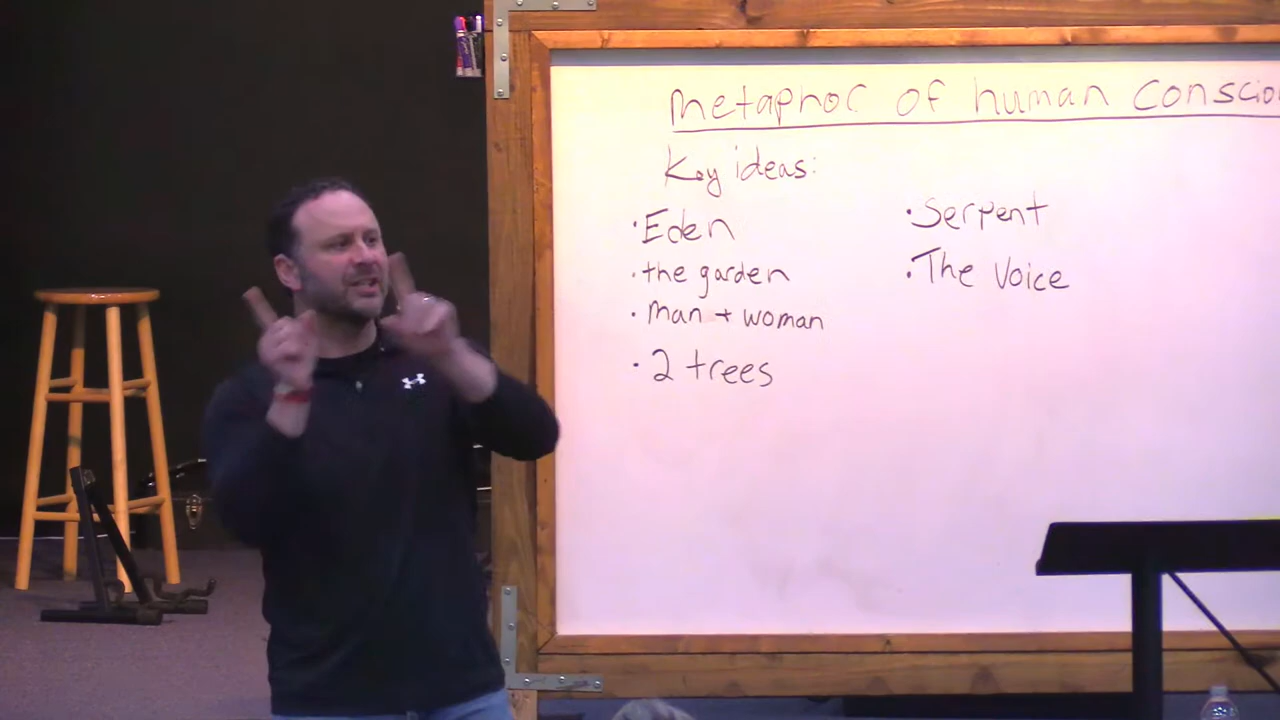 metaphor of human conscio
Key ideas:
• Eden
• the garden
• man + woman
• 2 trees
• Serpent
• The Voice